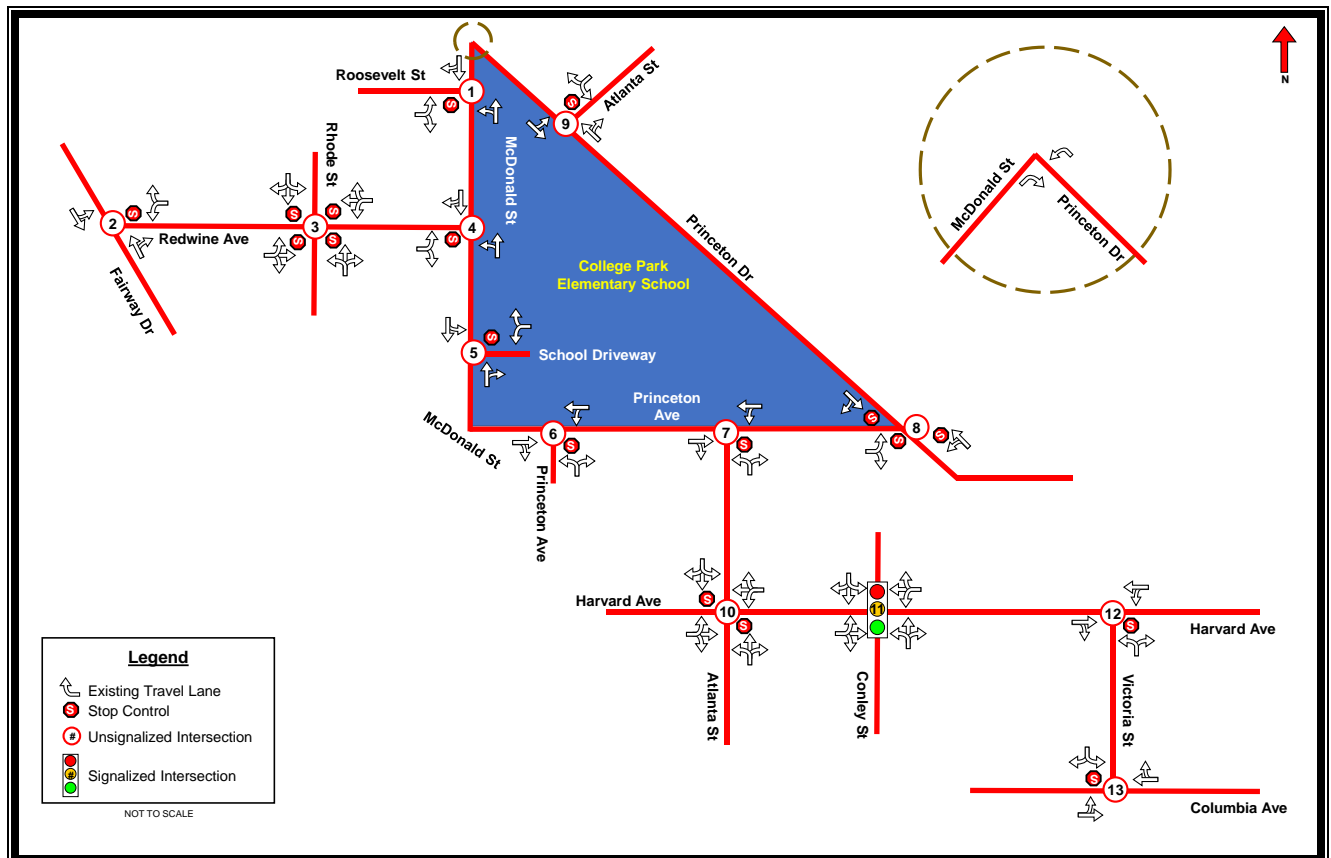 N
Roosevelt St
S
1
McDonald St
9
S
Atlanta St
Rhode St
McDonald St
Princeton Dr
2
S
Redwine Ave
S
S
3
S
S
4
S
Fairway Dr
College Park
Elementary School
Princeton Dr
5
S
School Driveway
McDonald St
Princeton
Ave
6
S
Princeton Ave
7
S
S
8
S
S
Harvard Ave
S
10
S
Atlanta St
11
Conley St
12
S
Harvard Ave
Victoria St
S
13
Columbia Ave
Legend
Existing Travel Lane
S
Stop Control
#
Unsignalized Intersection
#
Signalized Intersection
NOT TO SCALE